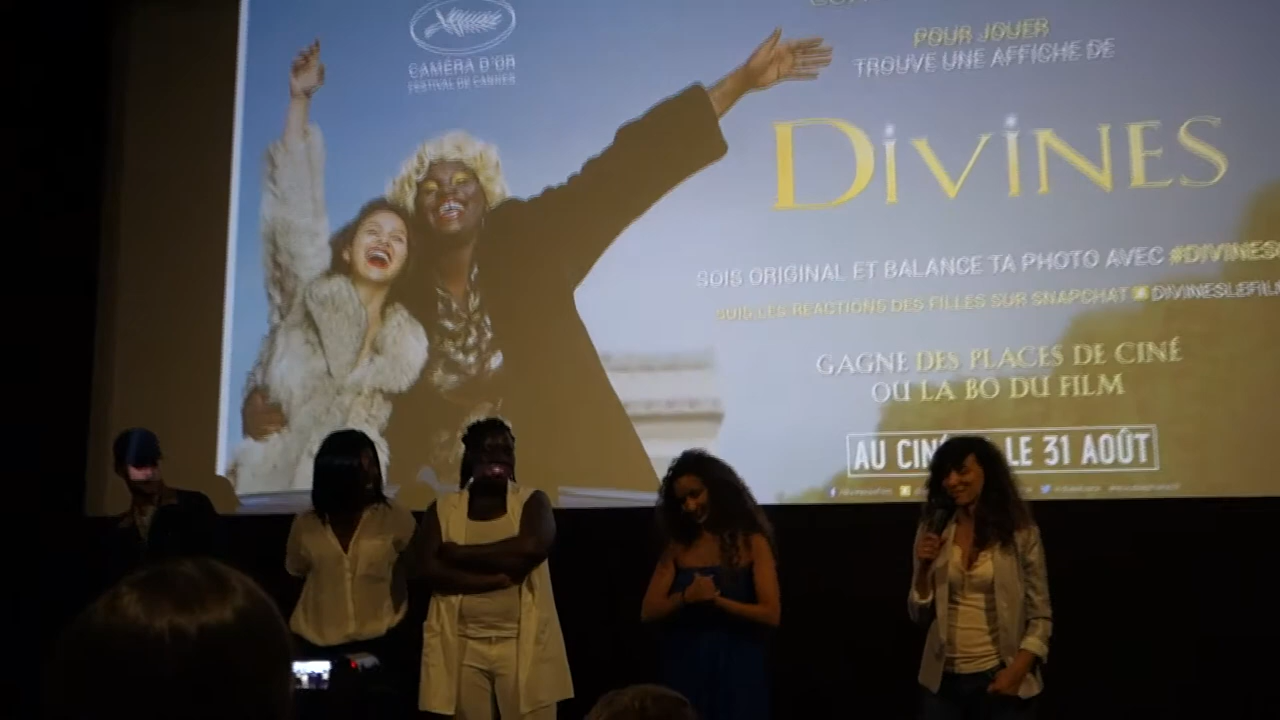 CAMÉRA D'OR
FESTIVAL DE CANNES
POUR JOUER
TROUVE UNE AFFICHE DE
DiViNES
SOIS ORIGINAL ET BALANCE TA PHOTO AVEC
SUIS LES RÉACTIONS DES FILLES SUR SNAPCHAT DIVINESLEFIL
GAGNE DES PLACES DE CINÉ
OU LA BO DU FILM
AU CIN LE 31 AOÛT